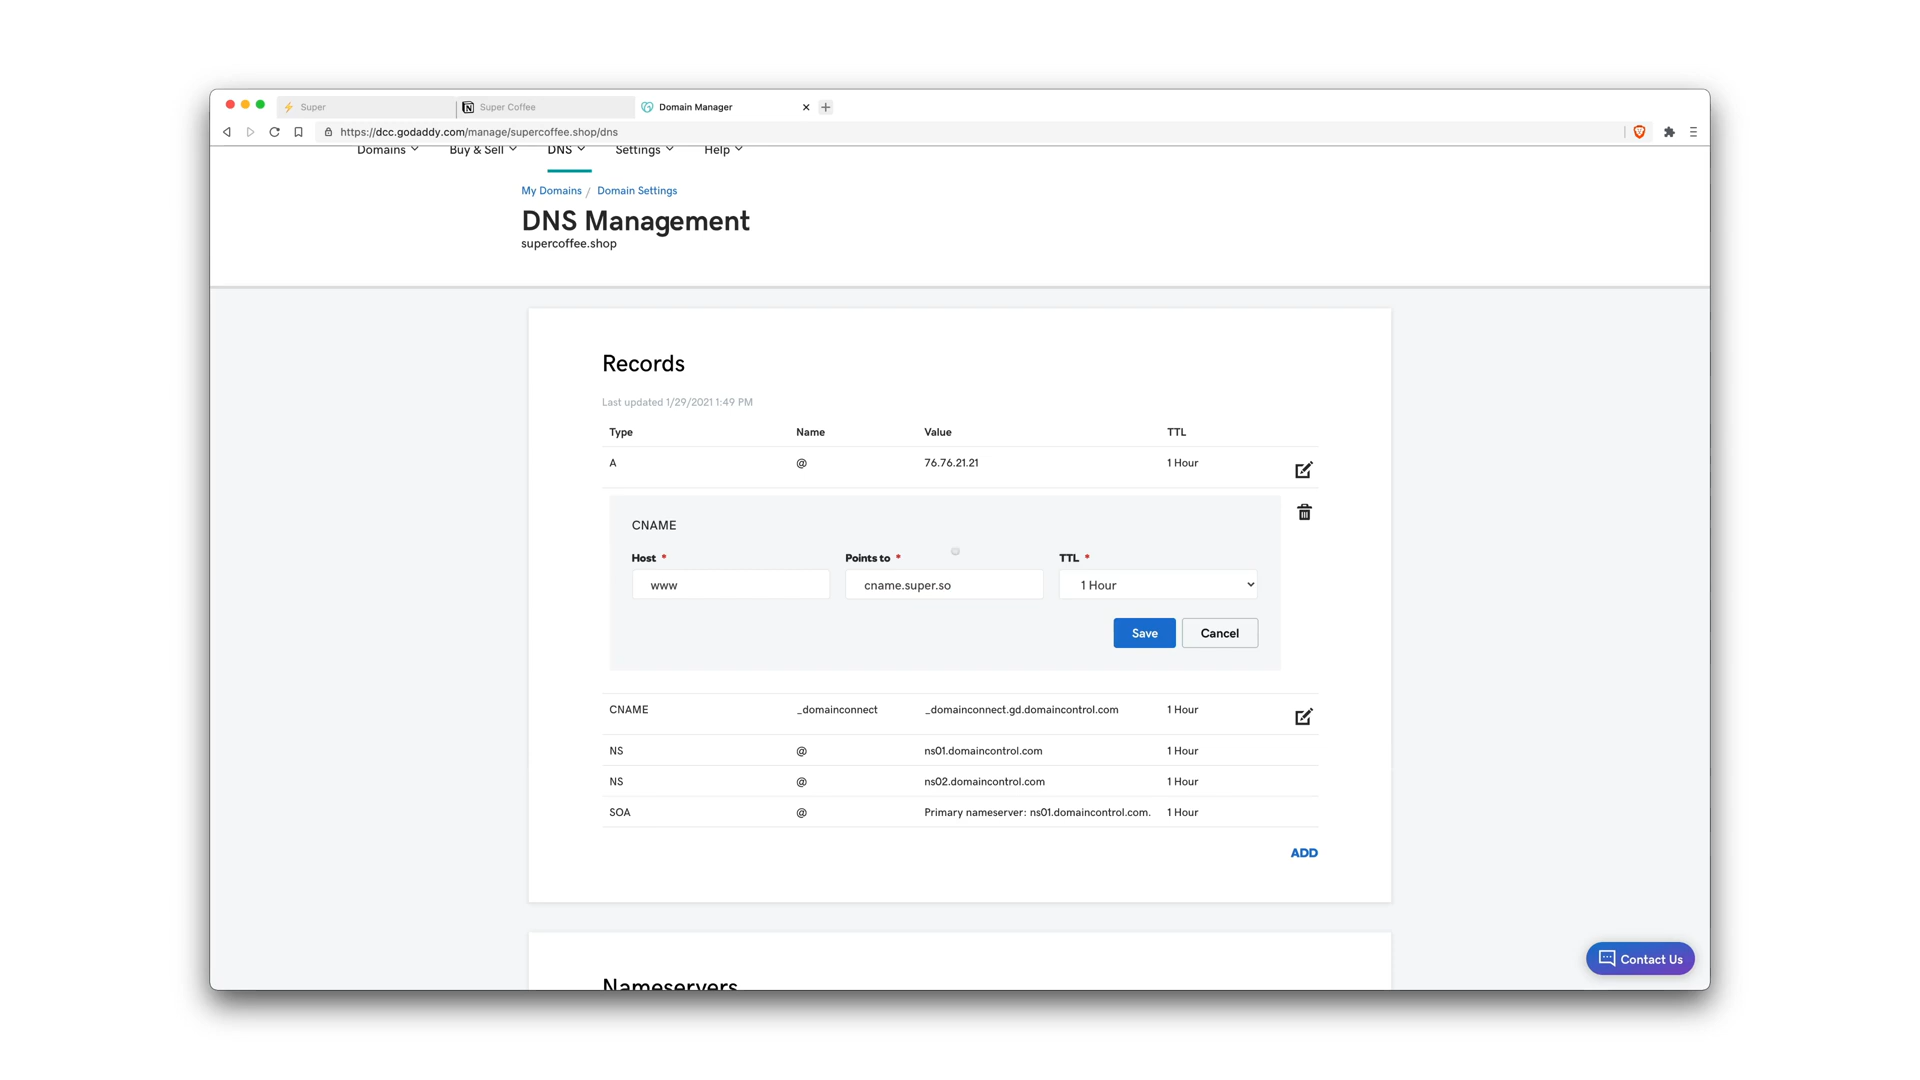 Super
Super Coffee
Domain Manager
https://dcc.godaddy.com/manage/supercoffee.shop/dns
Domains Buy & Sell DNS Settings Help
My Domains / Domain Settings
DNS Management
supercoffee.shop
Records
Last updated 1/29/2021 1:49 PM
Type Name Value TTL
A @ 76.76.21.21 1 Hour
CNAME
Host * Points to * TTL *
www cname.super.so 1 Hour
Save Cancel
CNAME _domainconnect _domainconnect.gd.domaincontrol.com 1 Hour
NS @ ns01.domaincontrol.com 1 Hour
NS @ ns02.domaincontrol.com 1 Hour
SOA @ Primary nameserver: ns01.domaincontrol.com. 1 Hour
ADD
Contact Us
Nameservers